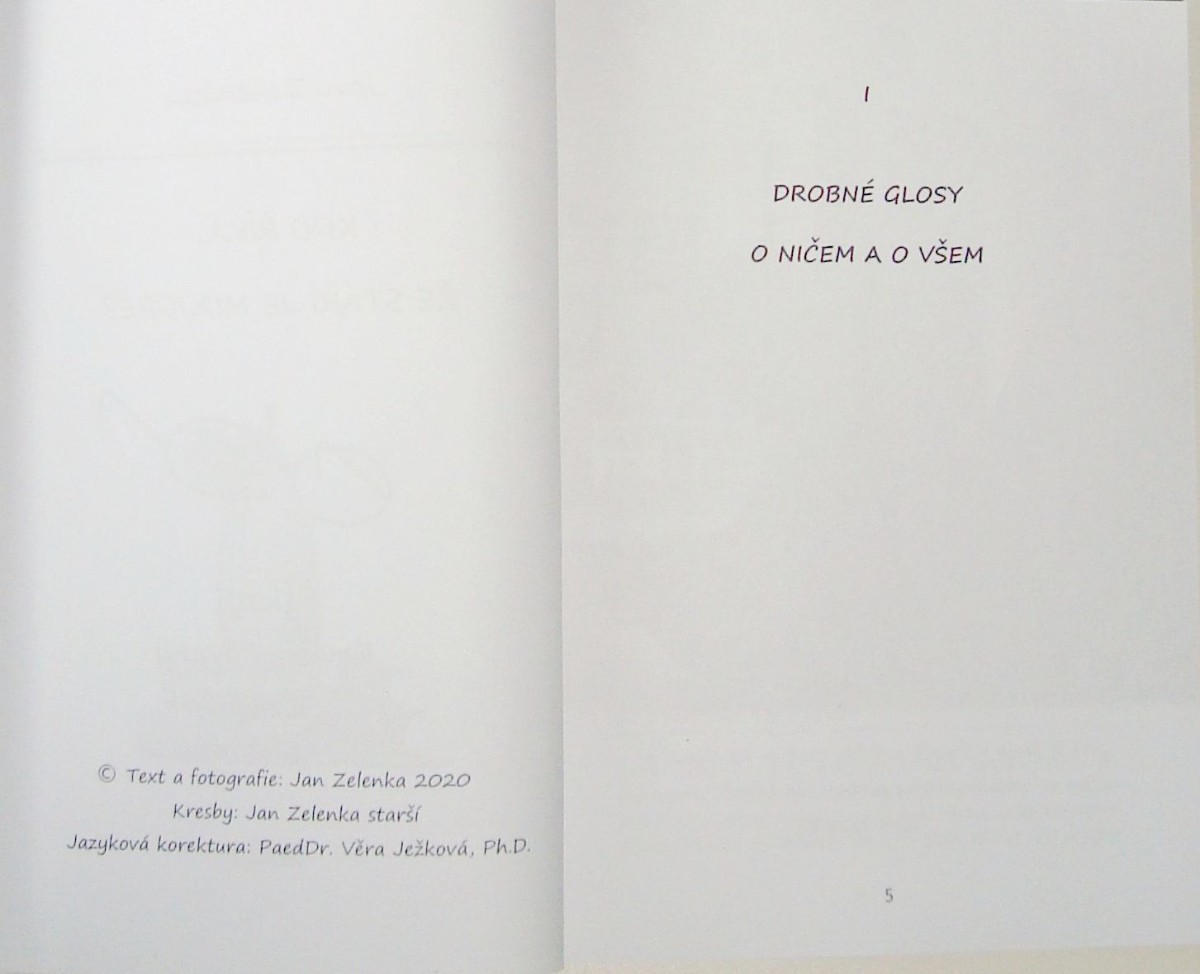 © Text a fotografie: Jan Zelenka 2020
Kresby: Jan Zelenka starší
Jazyková korektura: PaedDr. Věra Ježková, Ph.D.
I
DROBNÉ GLOSY
O NIČEM A O VŠEM
5